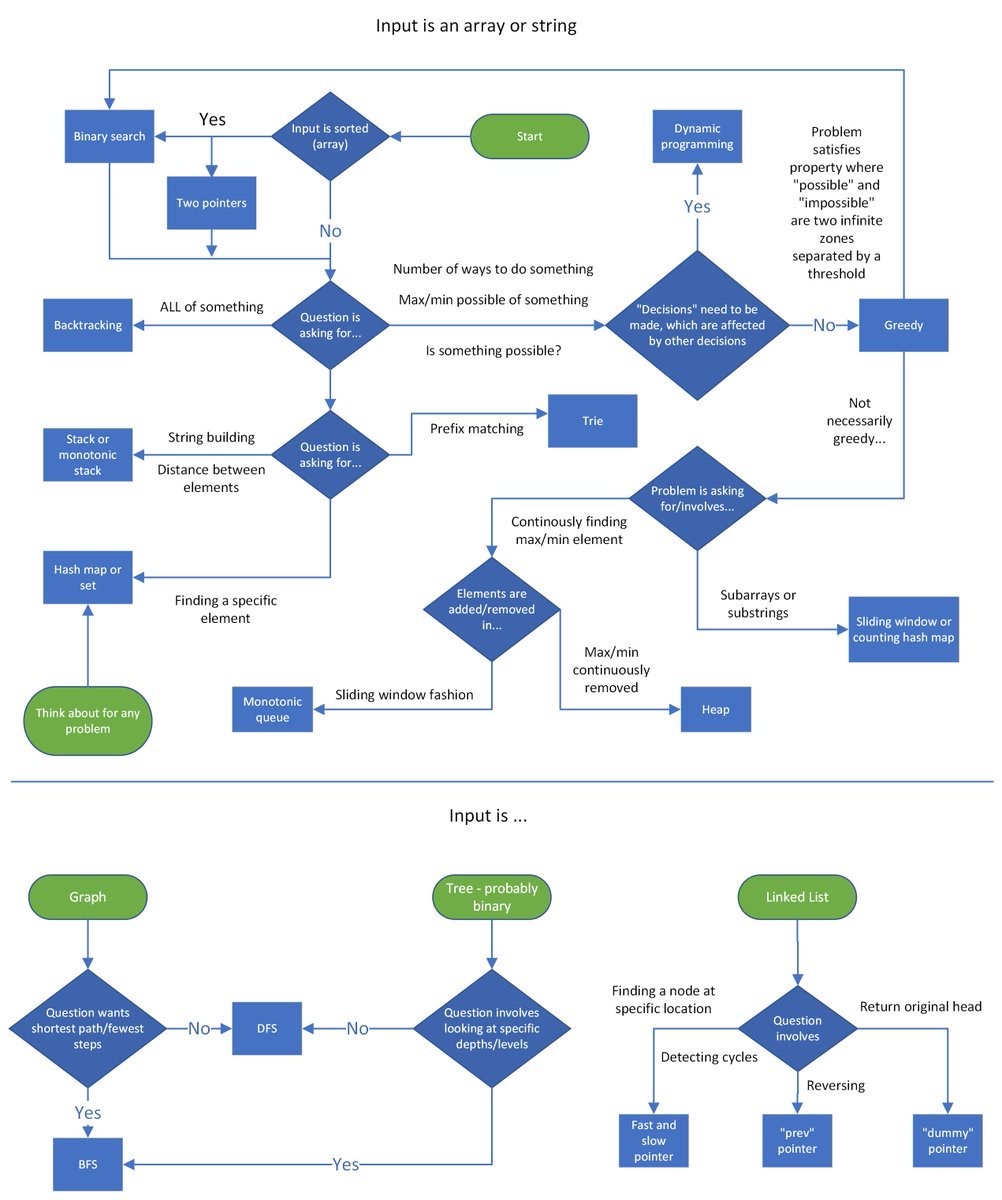 Input is an array or string
Start
Input is sorted
(array)
Yes
Binary search
Two pointers
No
Dynamic
programming
Yes
Problem
satisfies
property where
"possible" and
"impossible"
are two infinite
zones
separated by a
threshold
Number of ways to do something
Max/min possible of something
Is something possible?
ALL of something
Backtracking
Question is
asking for...
"Decisions" need to be
made, which are affected
by other decisions
No
Greedy
Not
necessarily
greedy...
Question is
asking for...
String building
Distance between
elements
Stack or
monotonic
stack
Prefix matching
Trie
Problem is asking
for/involves...
Continously finding
max/min element
Subarrays or
substrings
Sliding window or
counting hash map
Hash map or
set
Finding a specific
element
Elements are
added/removed
in...
Max/min
continuously
removed
Sliding window fashion
Monotonic
queue
Heap
Think about for any
problem
Input is ...
Graph
Tree - probably
binary
Linked List
Question wants
shortest path/fewest
steps
No
DFS
No
Question involves
looking at specific
depths/levels
Yes
BFS
Yes
Finding a node at
specific location
Detecting cycles
Question
involves
Return original head
Reversing
Fast and
slow
pointer
"prev"
pointer
"dummy"
pointer